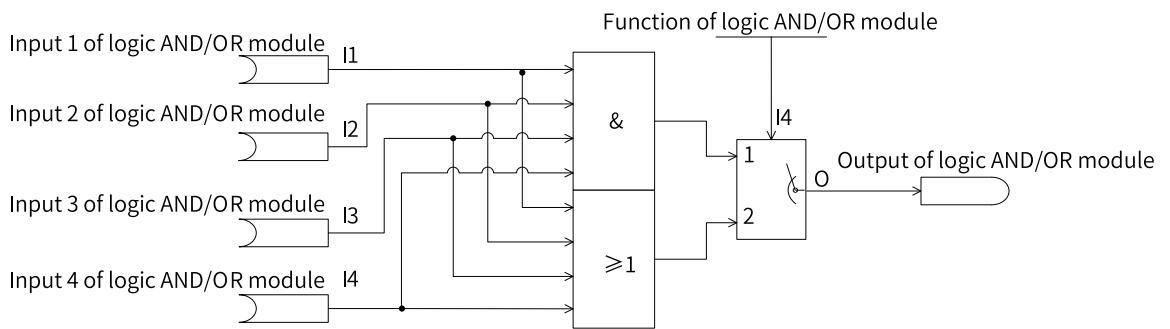 Function of logic AND/OR module
Input 1 of logic AND/OR module
I1
Input 2 of logic AND/OR module
I2
&
I4
1
Output of logic AND/OR module
O
Input 3 of logic AND/OR module
I3
2
≥1
Input 4 of logic AND/OR module
I4